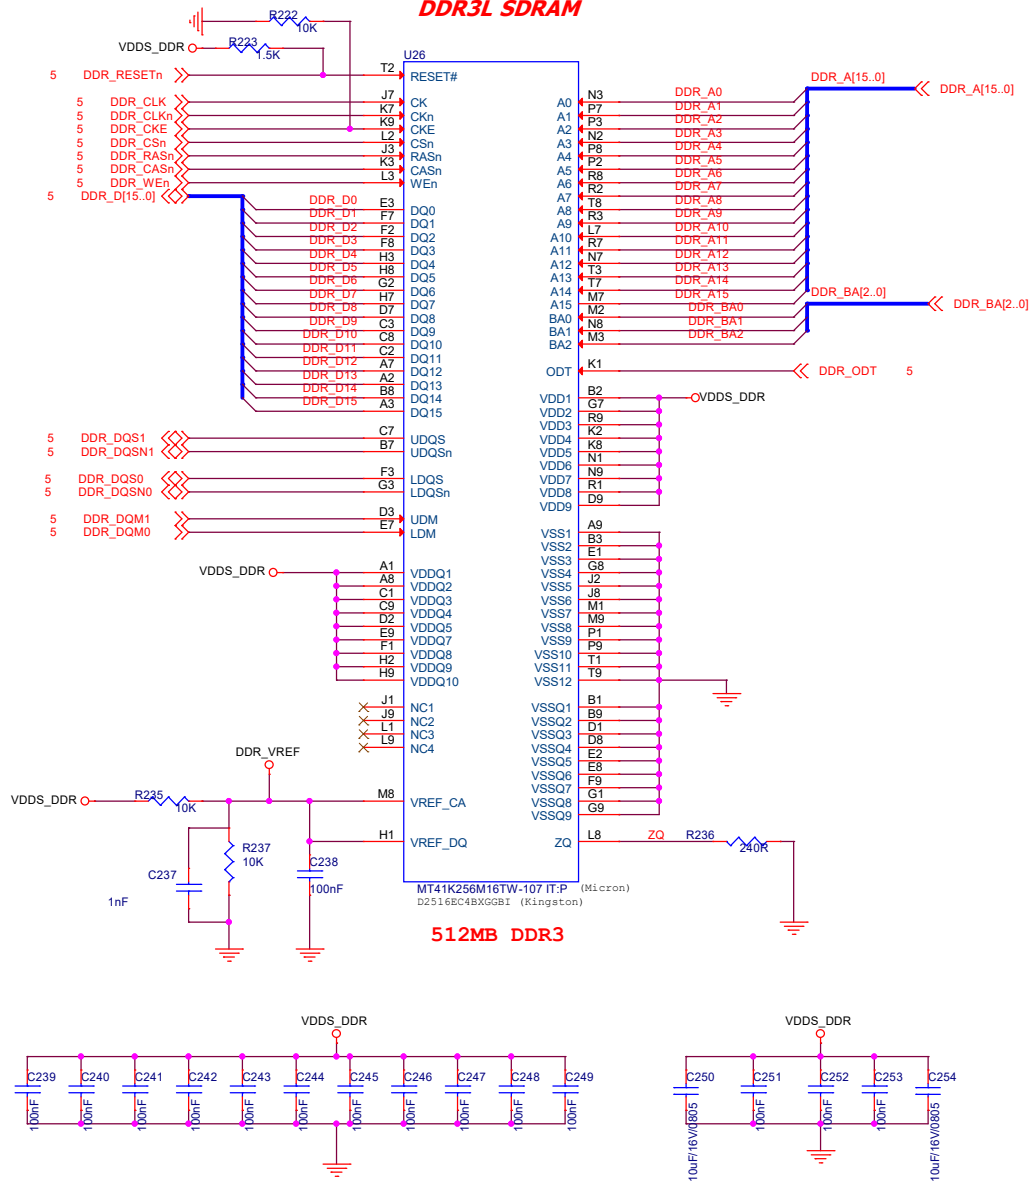 DDR3L SDRAM
R222
10K
VDDS_DDR
R223
1.5K
U26
5 DDR_RESETn T2 RESET#
5 DDR_CLK J7 CK
5 DDR_CLKn K7 CKn
5 DDR_CKE K9 CKE
5 DDR_CSn L2 CSn
5 DDR_RASn J3 RASn
5 DDR_CASn K3 CASn
5 DDR_WEn L3 WEn
5 DDR_D[15..0]
DDR_D0 E3 DQ0
DDR_D1 F7 DQ1
DDR_D2 F2 DQ2
DDR_D3 F8 DQ3
DDR_D4 H3 DQ4
DDR_D5 H8 DQ5
DDR_D6 G2 DQ6
DDR_D7 H7 DQ7
DDR_D8 D7 DQ8
DDR_D9 C3 DQ9
DDR_D10 C8 DQ10
DDR_D11 C2 DQ11
DDR_D12 A7 DQ12
DDR_D13 A2 DQ13
DDR_D14 B8 DQ14
DDR_D15 A3 DQ15
5 DDR_DQS1 C7 UDQS
5 DDR_DQSN1 B7 UDQSn
5 DDR_DQS0 F3 LDQS
5 DDR_DQSN0 G3 LDQSn
5 DDR_DQM1 D3 UDM
5 DDR_DQM0 E7 LDM
VDDS_DDR
A1 VDDQ1
A8 VDDQ2
C1 VDDQ3
C9 VDDQ4
D2 VDDQ5
E9 VDDQ7
F1 VDDQ8
H2 VDDQ9
H9 VDDQ10
J1 NC1
J9 NC2
L1 NC3
L9 NC4
DDR_VREF
VDDS_DDR
R235
10K
M8 VREF_CA
H1 VREF_DQ
R237
10K
C237
1nF
C238
100nF
A0 N3 DDR_A0
A1 P7 DDR_A1
A2 P3 DDR_A2
A3 N2 DDR_A3
A4 P8 DDR_A4
A5 P2 DDR_A5
A6 R8 DDR_A6
A7 R2 DDR_A7
A8 T8 DDR_A8
A9 R3 DDR_A9
A10 L7 DDR_A10
A11 R7 DDR_A11
A12 N7 DDR_A12
A13 T3 DDR_A13
A14 T7 DDR_A14
A15 M7 DDR_A15
BA0 M2 DDR_BA0
BA1 N8 DDR_BA1
BA2 M3 DDR_BA2
DDR_A[15..0]
DDR_A[15..0]
DDR_BA[2..0]
DDR_BA[2..0]
ODT K1 DDR_ODT 5
VDD1 B2 VDDS_DDR
VDD2 G7
VDD3 R9
VDD4 K2
VDD5 K8
VDD6 N1
VDD7 N9
VDD8 R1
VDD9 D9
VSS1 A9
VSS2 B3
VSS3 E1
VSS4 G8
VSS5 J2
VSS6 J8
VSS7 M1
VSS8 M9
VSS9 P1
VSS10 P9
VSS11 T1
VSS12 T9
VSSQ1 B1
VSSQ2 B9
VSSQ3 D1
VSSQ4 D8
VSSQ5 E2
VSSQ6 E8
VSSQ7 F9
VSSQ8 G1
VSSQ9 G9
ZQ L8 ZQ R236
240R
MT41K256M16TW-107 IT:P (Micron)
D2516EC4BXGGBI (Kingston)
512MB DDR3
VDDS_DDR
C239 C240 C241 C242 C243 C244 C245 C246 C247 C248 C249
100nF 100nF 100nF 100nF 100nF 100nF 100nF 100nF 100nF 100nF 100nF
VDDS_DDR
C250 C251 C252 C253 C254
10uF/16V/0805 100nF 100nF 100nF 10uF/16V/0805